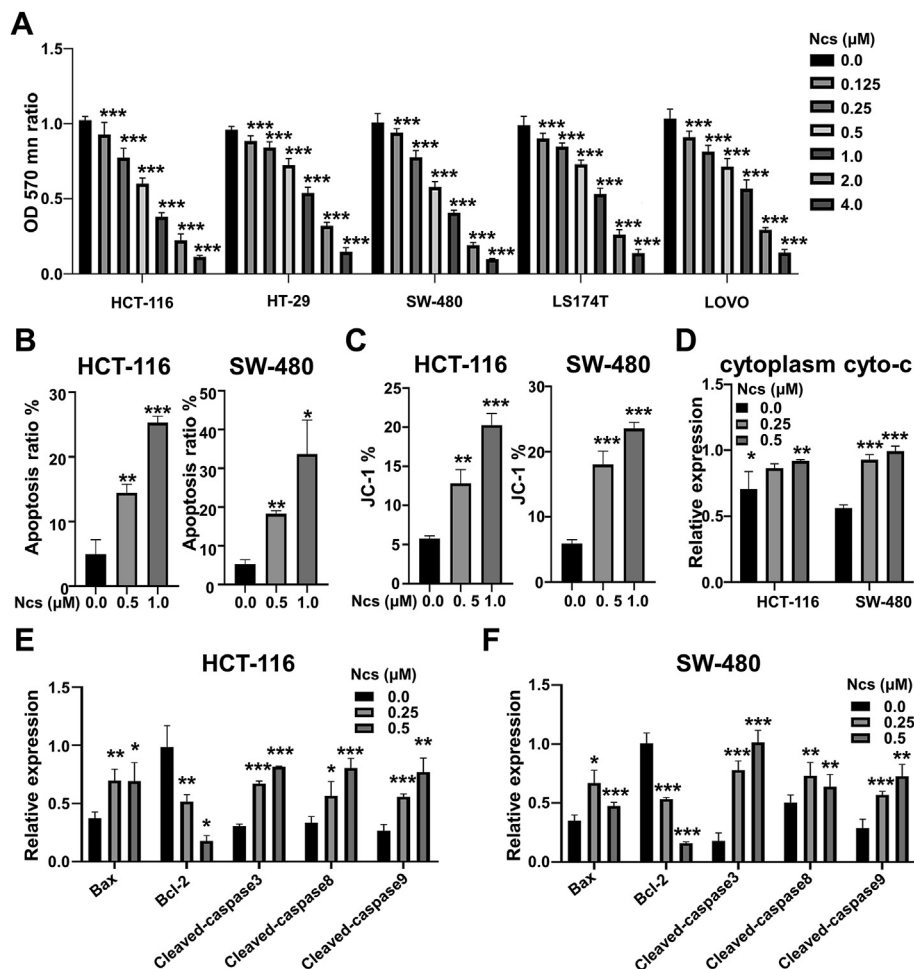 A
Ncs (μM)
0.0
0.125
0.25
0.5
1.0
2.0
4.0
OD 570 mn ratio
1.5
1.0
0.5
0.0
*** *** *** *** *** ***
*** *** *** *** *** ***
*** *** *** *** *** ***
*** *** *** *** *** ***
*** *** *** *** *** ***
HCT-116 HT-29 SW-480 LS174T LOVO
B
HCT-116
Apoptosis ratio %
30
20
10
0
** ***
Ncs (μM) 0.0 0.5 1.0
SW-480
Apoptosis ratio %
50
40
30
20
10
0
** *
0.0 0.5 1.0
C
HCT-116
JC-1 %
25
20
15
10
5
0
** ***
Ncs (μM) 0.0 0. 5 1.0
SW-480
JC-1 %
30
20
10
0
*** ***
0.0 0. 5 1.0
D
cytoplasm cyto-c
Ncs (μM)
0.0
0.25
0.5
Relative expression
1.5
1.0
0.5
0.0
* ** *** ***
HCT-116 SW-480
E
HCT-116
Ncs (μM)
0.0
0.25
0.5
Relative expression
1.5
1.0
0.5
0.0
** * ** * *** *** * *** *** **
Bax
Bcl-2
Cleaved-caspase3
Cleaved-caspase8
Cleaved-caspase9
F
SW-480
Ncs (μM)
0.0
0.25
0.5
Relative expression
1.5
1.0
0.5
0.0
* *** *** *** *** *** ** ** *** **
Bax
Bcl-2
Cleaved-caspase3
Cleaved-caspase8
Cleaved-caspase9